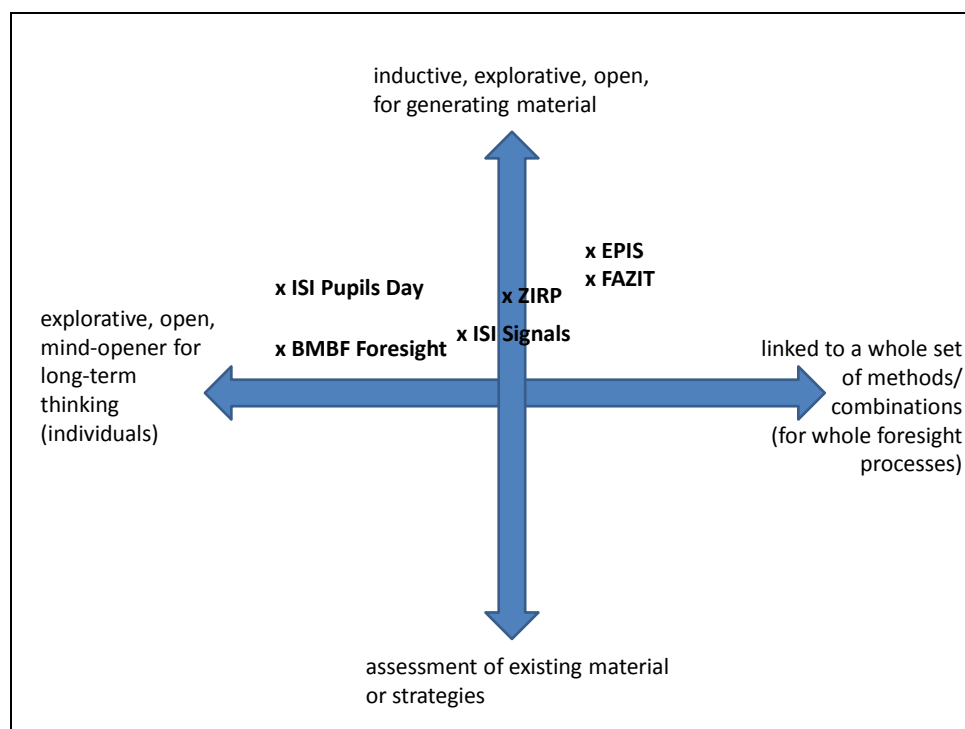 inductive, explorative, open,
for generating material
x EPIS
x FAZIT
x ISI Pupils Day
x ZIRP
x ISI Signals
x BMBF Foresight
explorative, open,
mind-opener for
long-term
thinking
(individuals)
linked to a whole set
of methods/
combinations
(for whole foresight
processes)
assessment of existing material
or strategies